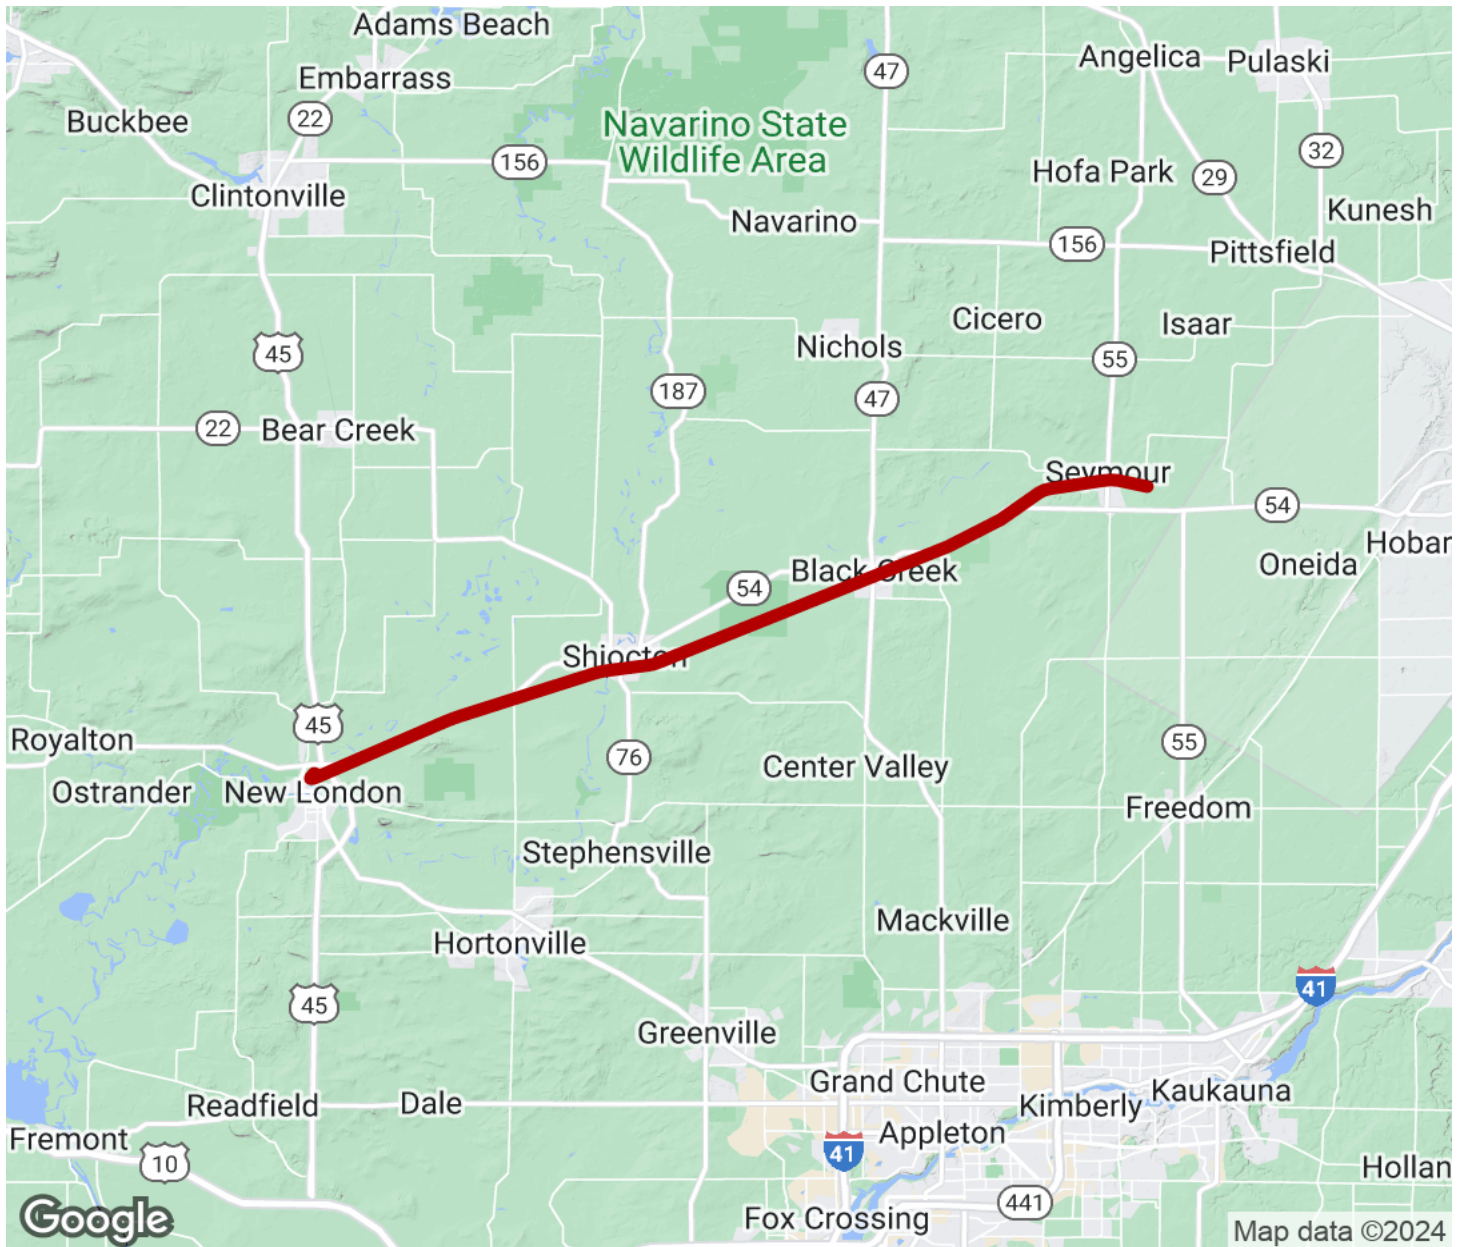 Adams Beach
Angelica
Pulaski
47
Embarrass
22
Buckbee
Navarino State
Wildlife Area
32
156
Hofa Park
29
Clintonville
Kunesh
Navarino
156
Pittsfield
Cicero
Isaar
Nichols
45
55
187
47
22
Bear Creek
Seymour
54
Hobar
Oneida
Black Creek
54
Shiocton
45
Royalton
55
76
Center Valley
Ostrander
New London
Freedom
Stephensville
Mackville
Hortonville
41
45
Greenville
Grand Chute
Kaukauna
Readfield
Dale
Kimberly
Appleton
Fremont
41
10
Hollan
441
Google
Fox Crossing
Map data ©2024